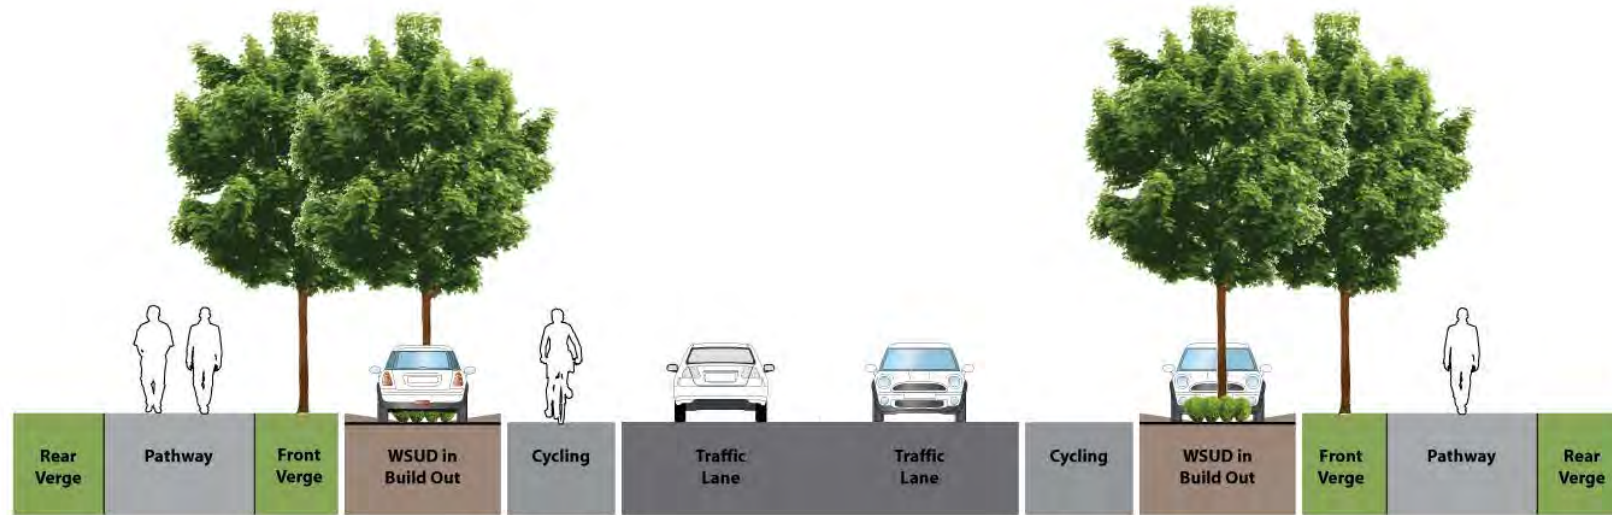 Rear
Verge
Pathway
Front
Verge
WSUD in
Build Out
Cycling
Traffic
Lane
Traffic
Lane
Cycling
WSUD in
Build Out
Front
Verge
Pathway
Rear
Verge